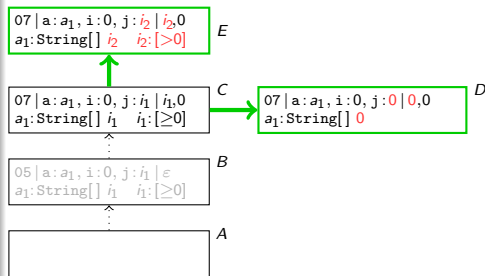 07 | a:a₁, i:0, j:i₂ | i₂,0
a₁:String[] i₂ i₂:[>0]
E
07 | a:a₁, i:0, j:i₁ | i₁,0
a₁:String[] i₁ i₁:[≥0]
C
07 | a:a₁, i:0, j:0 | 0,0
a₁:String[] 0
D
05 | a:a₁, i:0, j:i₁ | ε
a₁:String[] i₁ i₁:[≥0]
B
A